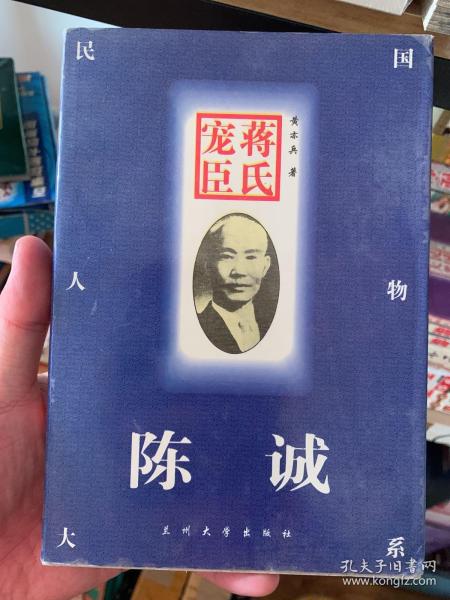 民国人物大系
黄亦兵 著
蒋氏宠臣
陈诚
兰州大学出版社
孔夫子旧书网
www.kongfz.com